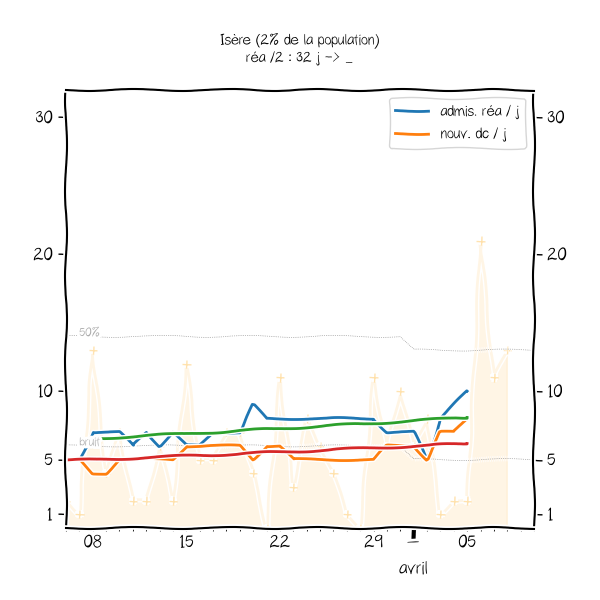 Isère (2% de la population)
réa /2 : 32 j -> _
admis. réa / j
nouv. dc / j
30
30
20
20
50%
10
10
bruit
5
5
1
1
08
15
22
29
1
05
avril